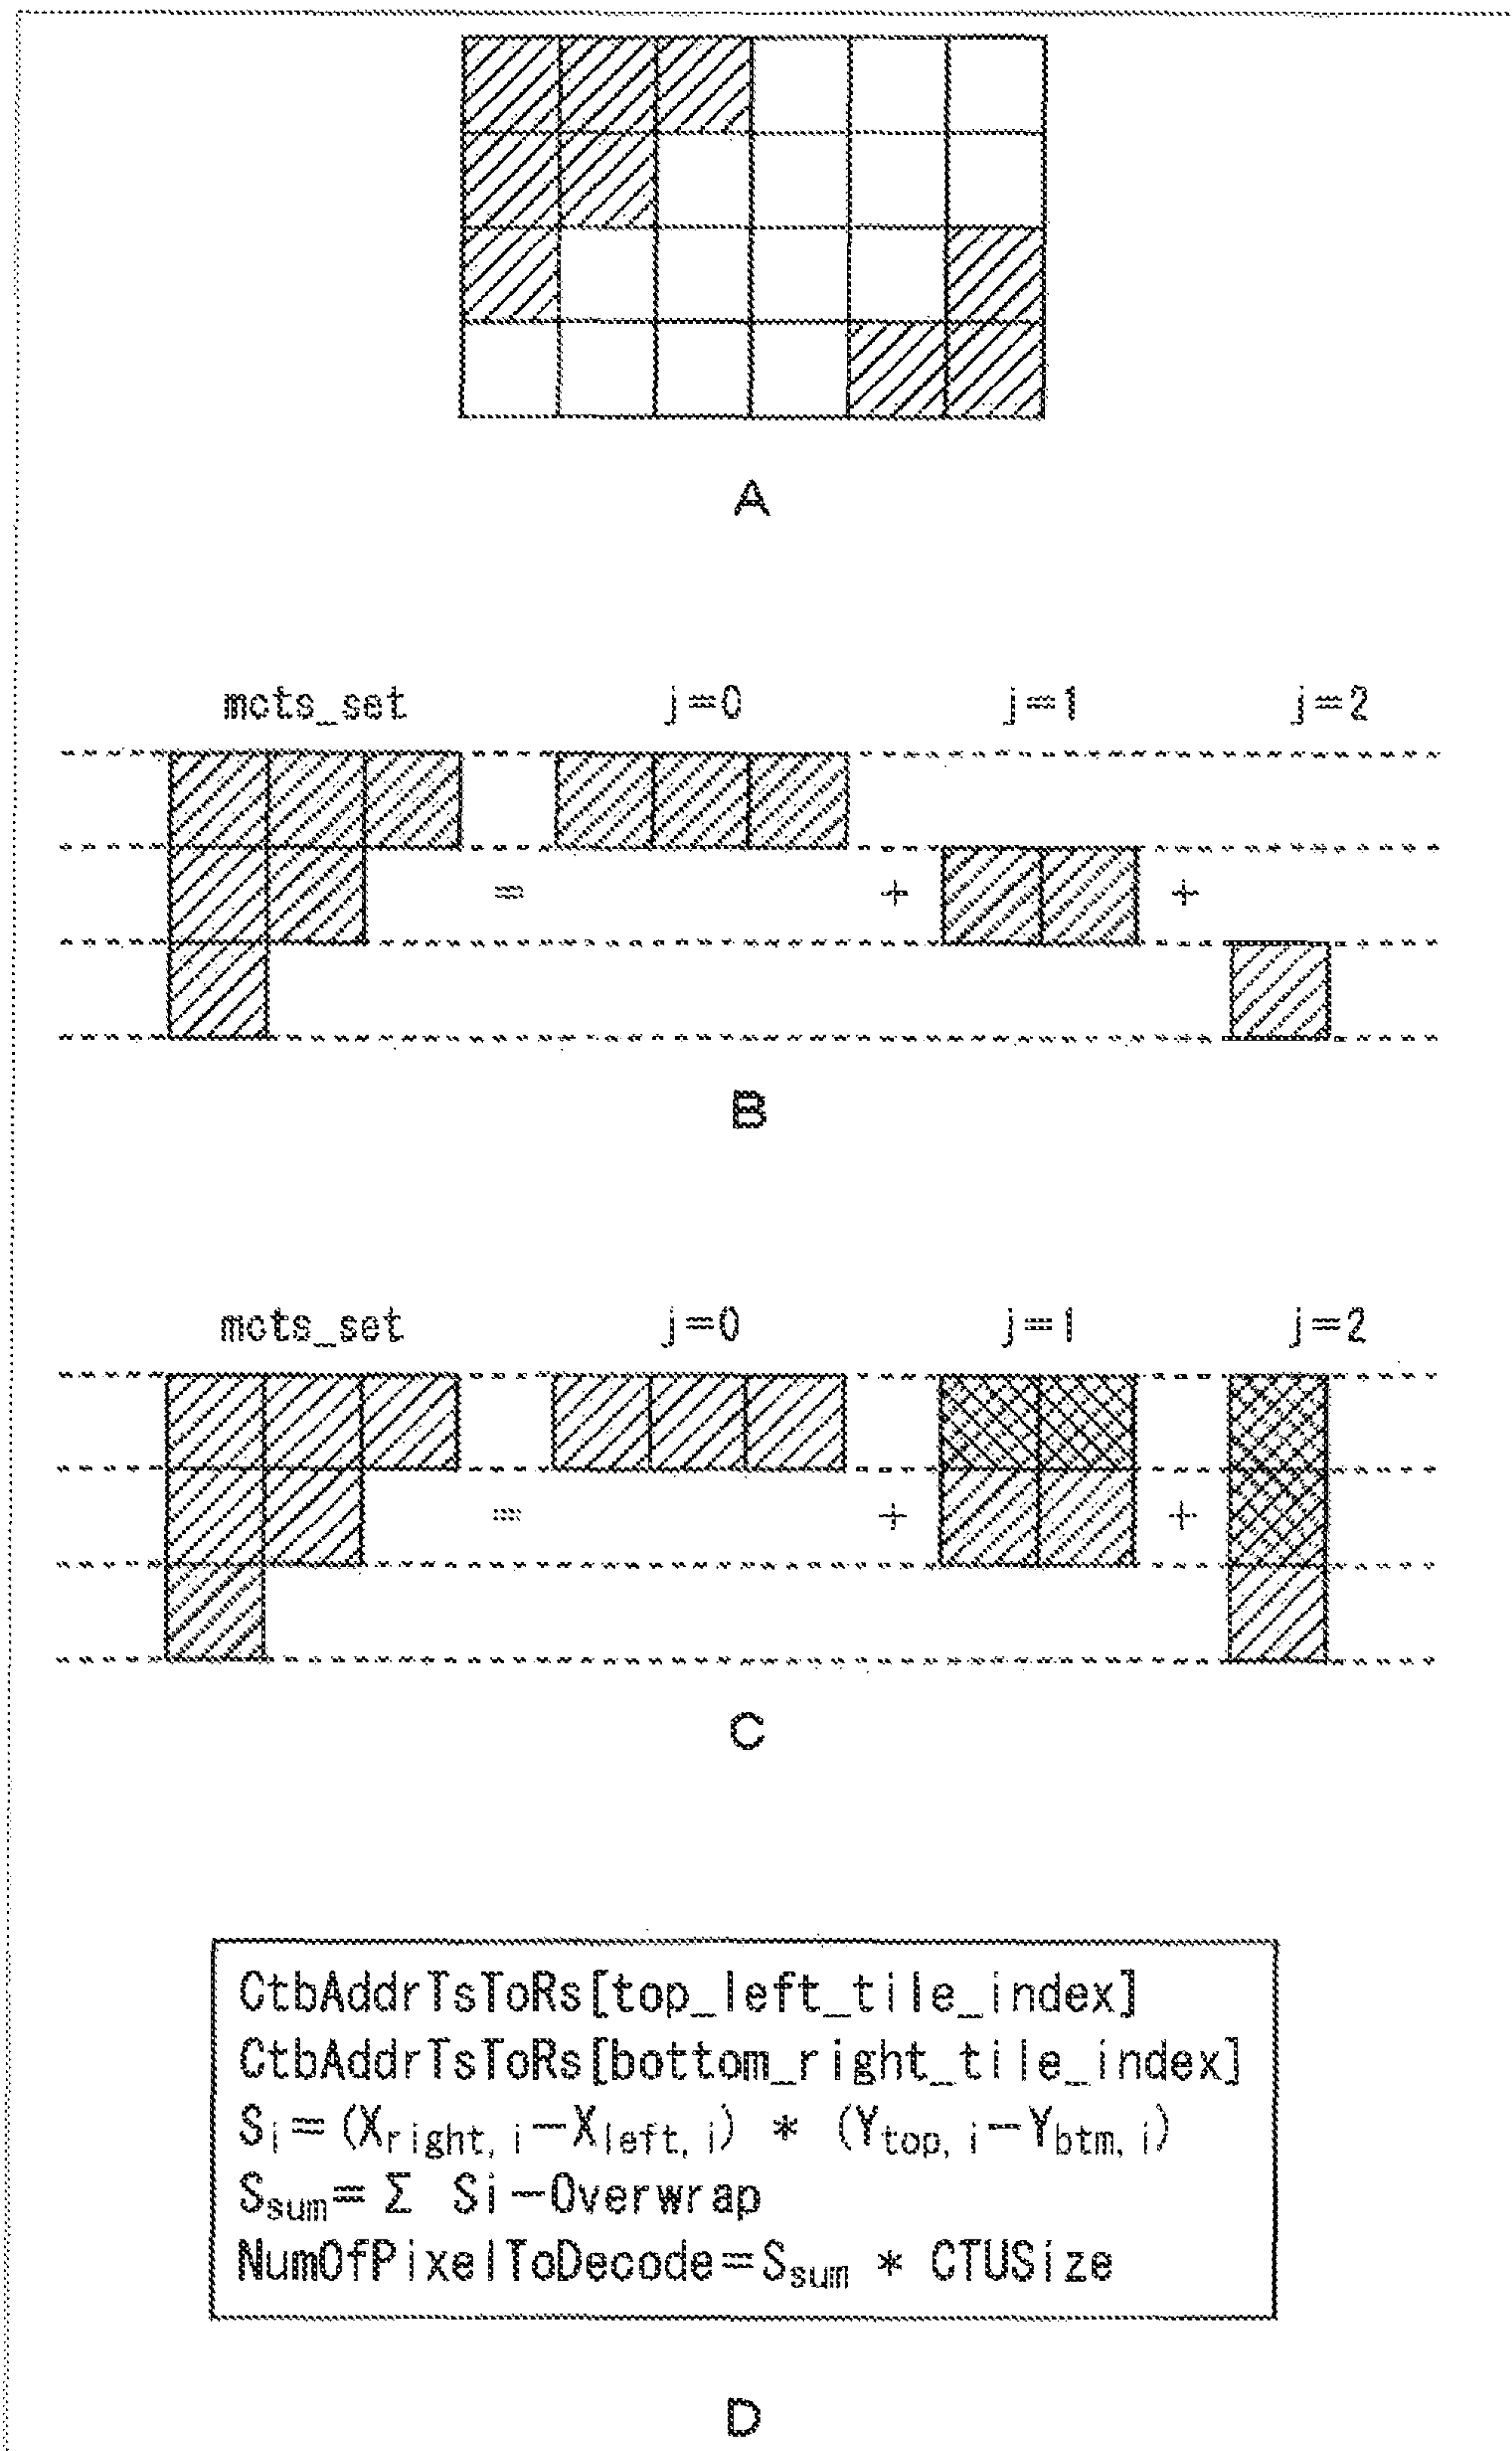 A
mcts_set j=0 j=1 j=2
= + +
B
mcts_set j=0 j=1 j=2
= + +
C
CtbAddrTsToRs[top_left_tile_index]
CtbAddrTsToRs[bottom_right_tile_index]
Si=(Xright, i-Xleft, i) * (Ytop, i-Ybtm, i)
Ssum=Σ Si-Overwrap
NumOfPixelToDecode=Ssum * CTUSize
D